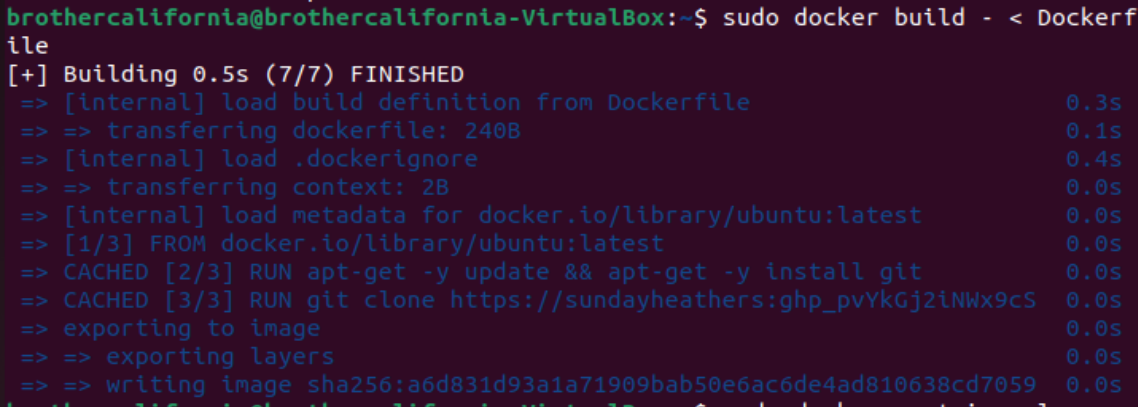 brothercalifornia@brothercalifornia-VirtualBox:~$ sudo docker build - < Dockerf
ile
[+] Building 0.5s (7/7) FINISHED
=> [internal] load build definition from Dockerfile 0.3s
=> => transferring dockerfile: 240B 0.1s
=> [internal] load .dockerignore 0.4s
=> => transferring context: 2B 0.0s
=> [internal] load metadata for docker.io/library/ubuntu:latest 0.0s
=> [1/3] FROM docker.io/library/ubuntu:latest 0.0s
=> CACHED [2/3] RUN apt-get -y update && apt-get -y install git 0.0s
=> CACHED [3/3] RUN git clone https://sundayheathers:ghp_pvYkGj2iNWx9cS 0.0s
=> exporting to image 0.0s
=> => exporting layers 0.0s
=> => writing image sha256:a6d831d93a1a71909bab50e6ac6de4ad810638cd7059 0.0s